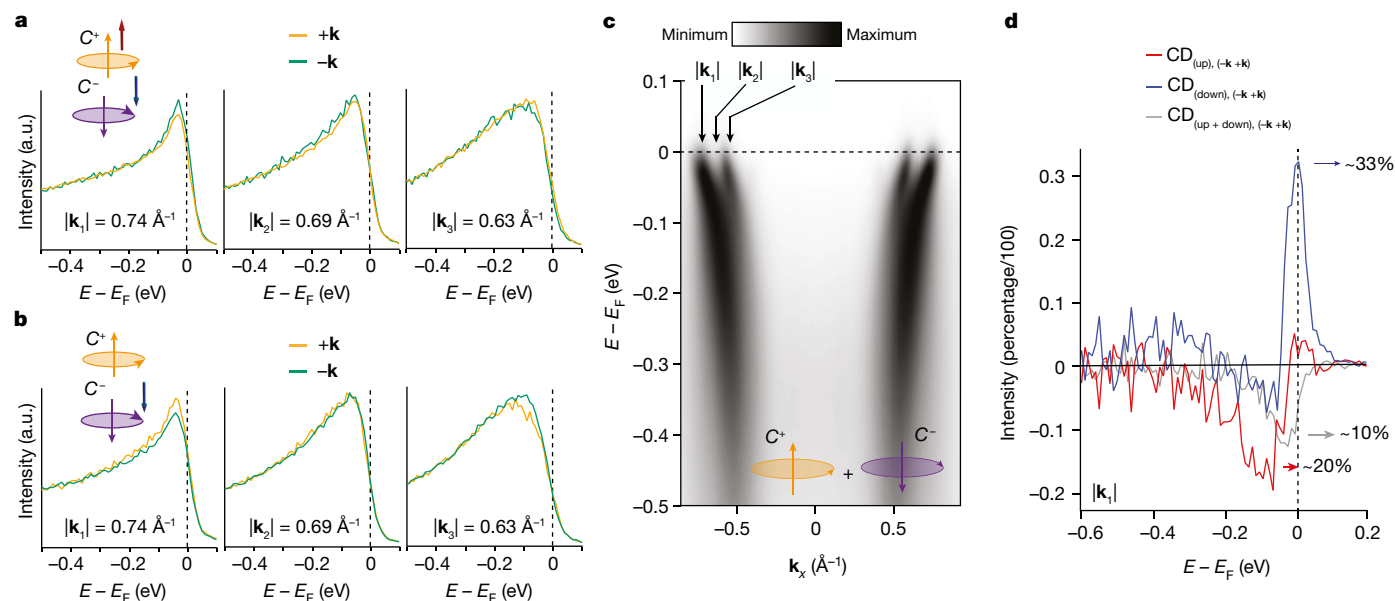 a
C+
C−
+k
−k
Intensity (a.u.)
|k1| = 0.74 Å−1
|k2| = 0.69 Å−1
|k3| = 0.63 Å−1
−0.4 −0.2 0
−0.4 −0.2 0
−0.4 −0.2 0
E − EF (eV)
E − EF (eV)
E − EF (eV)
b
C+
C−
+k
−k
Intensity (a.u.)
|k1| = 0.74 Å−1
|k2| = 0.69 Å−1
|k3| = 0.63 Å−1
−0.4 −0.2 0
−0.4 −0.2 0
−0.4 −0.2 0
E − EF (eV)
E − EF (eV)
E − EF (eV)
c
Minimum Maximum
|k1| |k2| |k3|
0.1
0
−0.1
−0.2
−0.3
−0.4
−0.5
E − EF (eV)
C+ + C−
−0.5 0 0.5
kx (Å−1)
d
CD(up), (−k +k)
CD(down), (−k +k)
CD(up + down), (−k +k)
0.3
0.2
0.1
0
−0.1
−0.2
Intensity (percentage/100)
~33%
~10%
~20%
|k1|
−0.6 −0.4 −0.2 0 0.2
E − EF (eV)